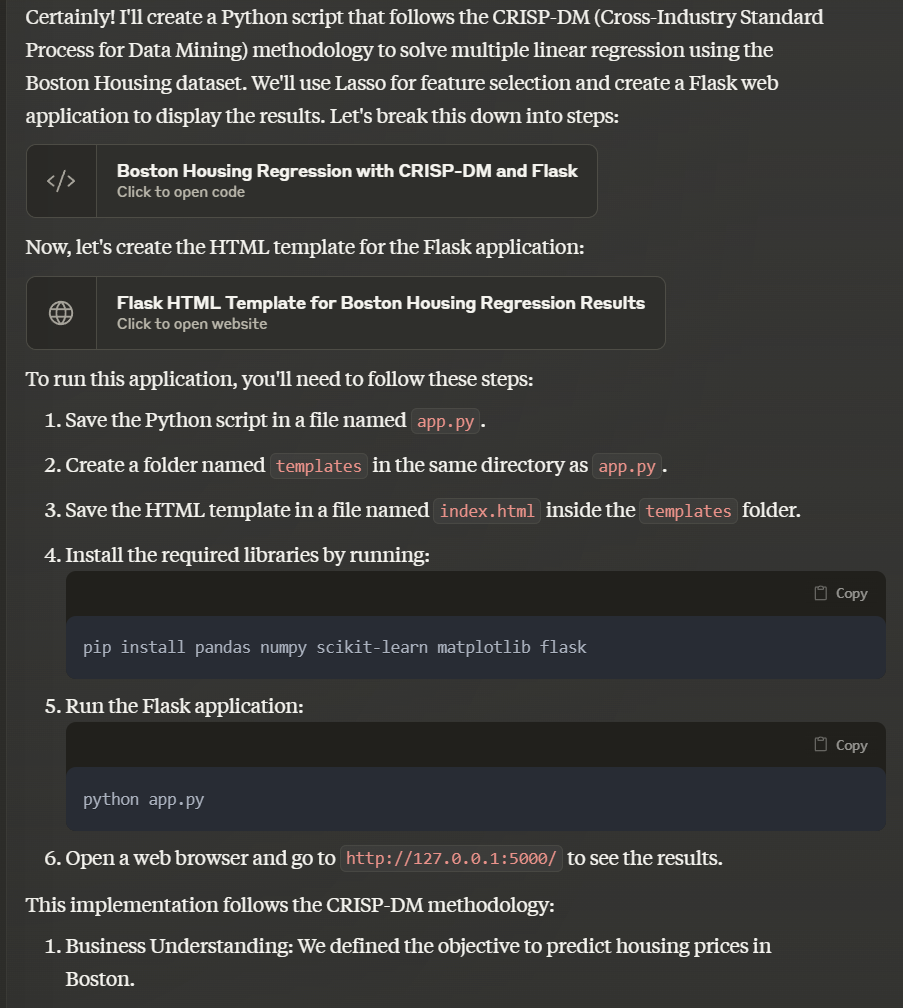 Certainly! I'll create a Python script that follows the CRISP-DM (Cross-Industry Standard
Process for Data Mining) methodology to solve multiple linear regression using the
Boston Housing dataset. We'll use Lasso for feature selection and create a Flask web
application to display the results. Let's break this down into steps:
</> Boston Housing Regression with CRISP-DM and Flask
Click to open code
Now, let's create the HTML template for the Flask application:
Flask HTML Template for Boston Housing Regression Results
Click to open website
To run this application, you'll need to follow these steps:
1. Save the Python script in a file named app.py.
2. Create a folder named templates in the same directory as app.py.
3. Save the HTML template in a file named index.html inside the templates folder.
4. Install the required libraries by running:
Copy
pip install pandas numpy scikit-learn matplotlib flask
5. Run the Flask application:
Copy
python app.py
6. Open a web browser and go to http://127.0.0.1:5000/ to see the results.
This implementation follows the CRISP-DM methodology:
1. Business Understanding: We defined the objective to predict housing prices in
Boston.